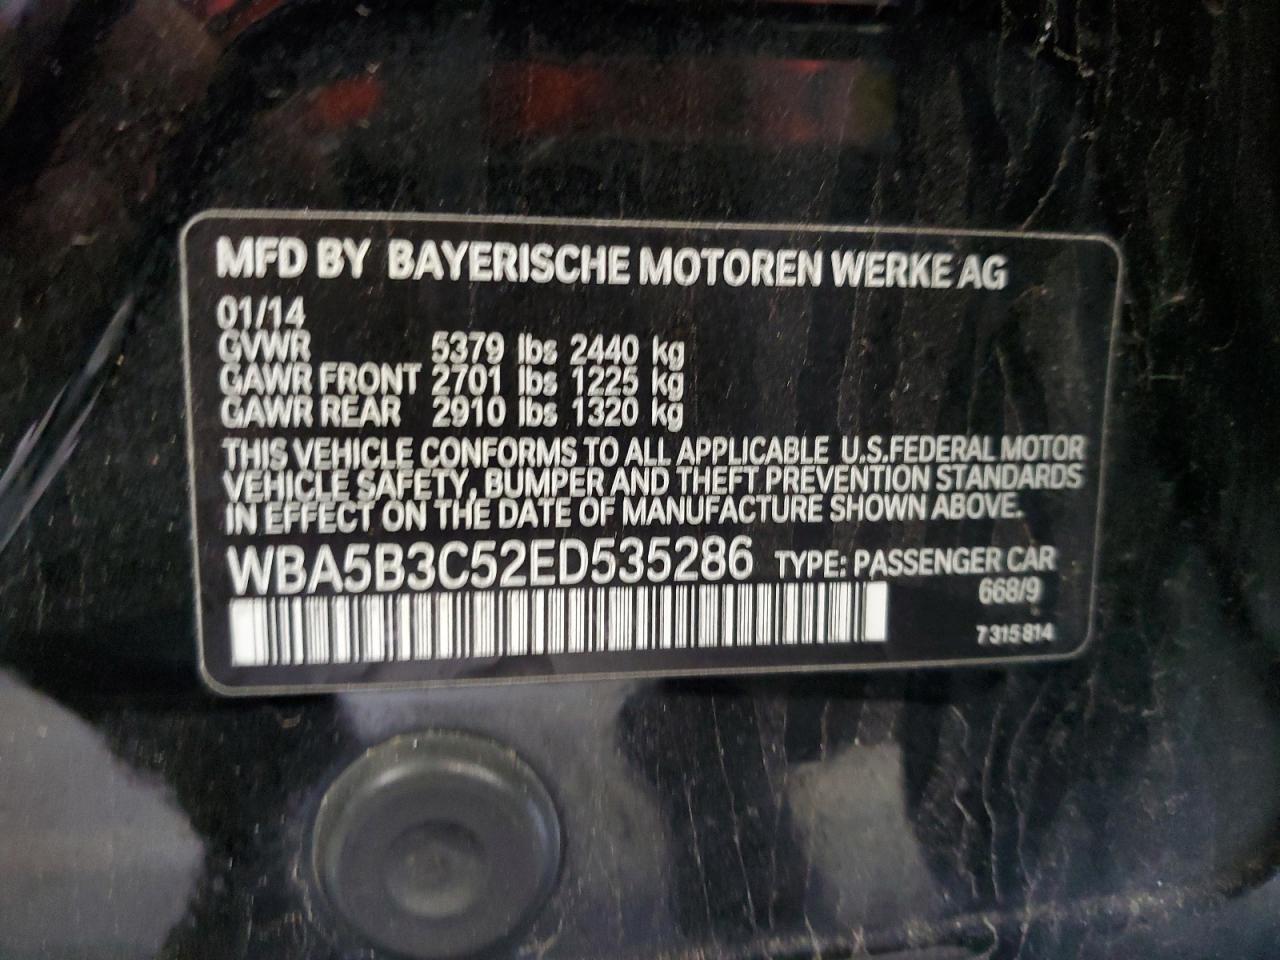 MFD BY BAYERISCHE MOTOREN WERKE AG
01/14
GVWR 5379 lbs 2440 kg
GAWR FRONT 2701 lbs 1225 kg
GAWR REAR 2910 lbs 1320 kg
THIS VEHICLE CONFORMS TO ALL APPLICABLE U.S.FEDERAL MOTOR
VEHICLE SAFETY, BUMPER AND THEFT PREVENTION STANDARDS
IN EFFECT ON THE DATE OF MANUFACTURE SHOWN ABOVE.
WBA5B3C52ED535286 TYPE: PASSENGER CAR
668/9
7 315 814